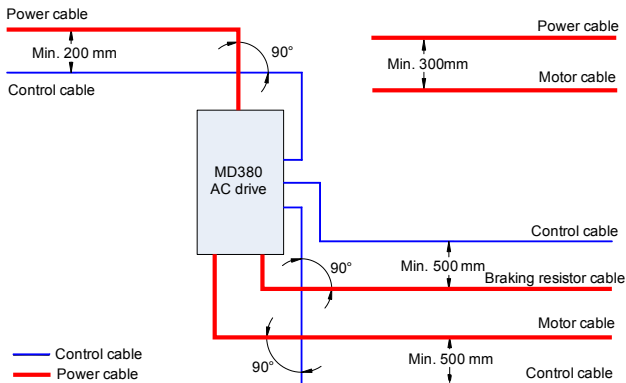 Power cable
Min. 200 mm
Control cable
90°
Power cable
Min. 300mm
Motor cable
MD380
AC drive
Control cable
Min. 500 mm
90°
Braking resistor cable
Motor cable
90°
Min. 500 mm
Control cable
Control cable
Power cable